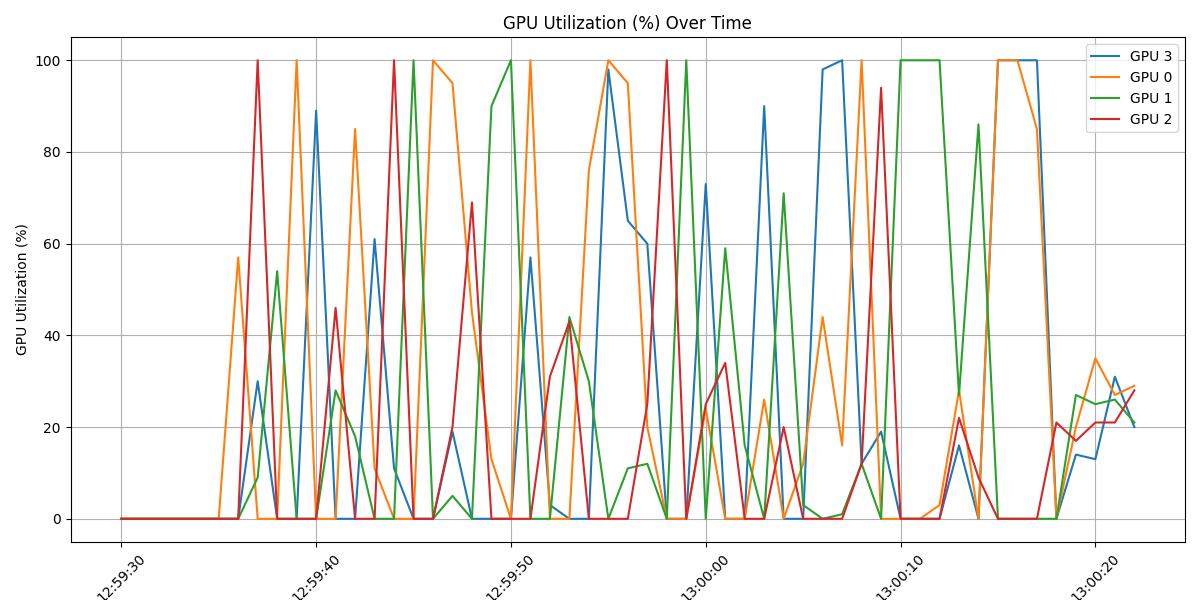 GPU Utilization (%) Over Time
GPU Utilization (%)
100
80
60
40
20
0
12:59:30
12:59:40
12:59:50
13:00:00
13:00:10
13:00:20
GPU 3
GPU 0
GPU 1
GPU 2